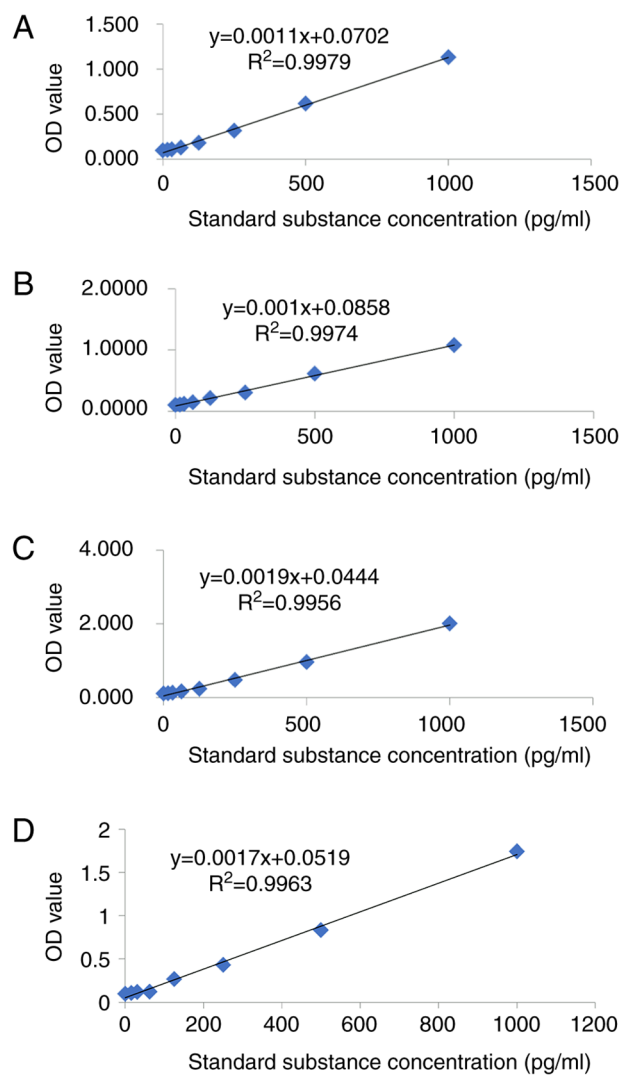 A
1.500
1.000
0.500
0.000
OD value
y=0.0011x+0.0702
R²=0.9979
0 500 1000 1500
Standard substance concentration (pg/ml)
B
2.0000
1.0000
0.0000
OD value
y=0.001x+0.0858
R²=0.9974
0 500 1000 1500
Standard substance concentration (pg/ml)
C
4.000
2.000
0.000
OD value
y=0.0019x+0.0444
R²=0.9956
0 500 1000 1500
Standard substance concentration (pg/ml)
D
2
1.5
1
0.5
0
OD value
y=0.0017x+0.0519
R²=0.9963
0 200 400 600 800 1000 1200
Standard substance concentration (pg/ml)